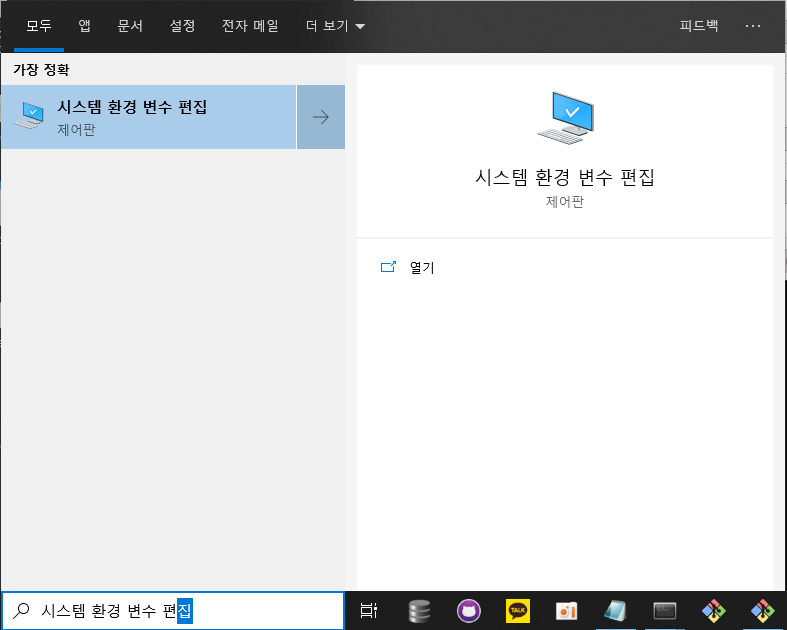 모두 앱 문서 설정 전자 메일 더 보기 피드백 ···
가장 정확
시스템 환경 변수 편집
제어판
시스템 환경 변수 편집
제어판
열기
시스템 환경 변수 편집
TALK